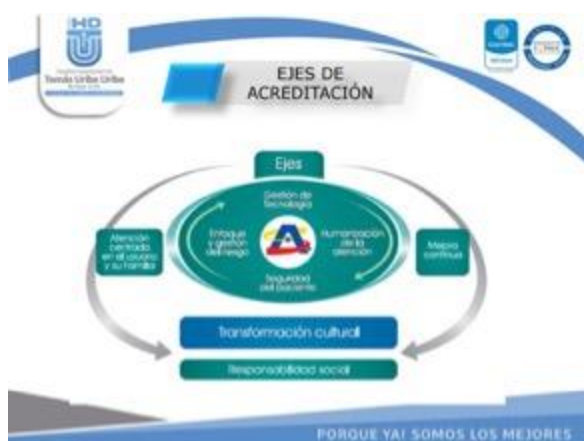 HD
Tomás Uribe Uribe
EJES DE
ACREDITACIÓN
Ejes
Gestión de
Tecnología
Enfoque
y gestión
del riesgo
Humanización
de la
atención
Seguridad
del paciente
Atención
centrada
en el usuario
y su familia
Mejora
continua
Transformación cultural
Responsabilidad social
PORQUE YA! SOMOS LOS MEJORES